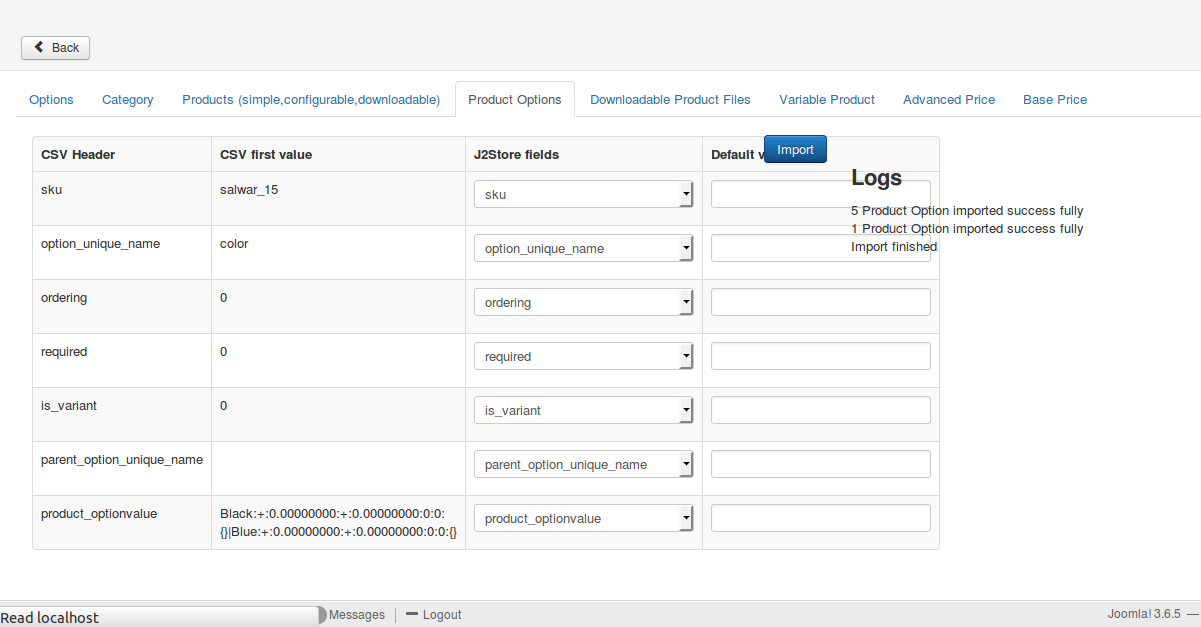 Back
Options Category Products (simple,configurable,downloadable) Product Options Downloadable Product Files Variable Product Advanced Price Base Price
CSV Header CSV first value J2Store fields Default v Import
Logs
sku salwar_15 sku
5 Product Option imported success fully
1 Product Option imported success fully
option_unique_name color option_unique_name Import finished
ordering 0 ordering
required 0 required
is_variant 0 is_variant
parent_option_unique_name parent_option_unique_name
product_optionvalue Black:+:0.00000000:+:0.00000000:0:0: product_optionvalue
{}|Blue:+:0.00000000:+:0.00000000:0:0:{}
Read localhost Messages Logout Joomla! 3.6.5 —